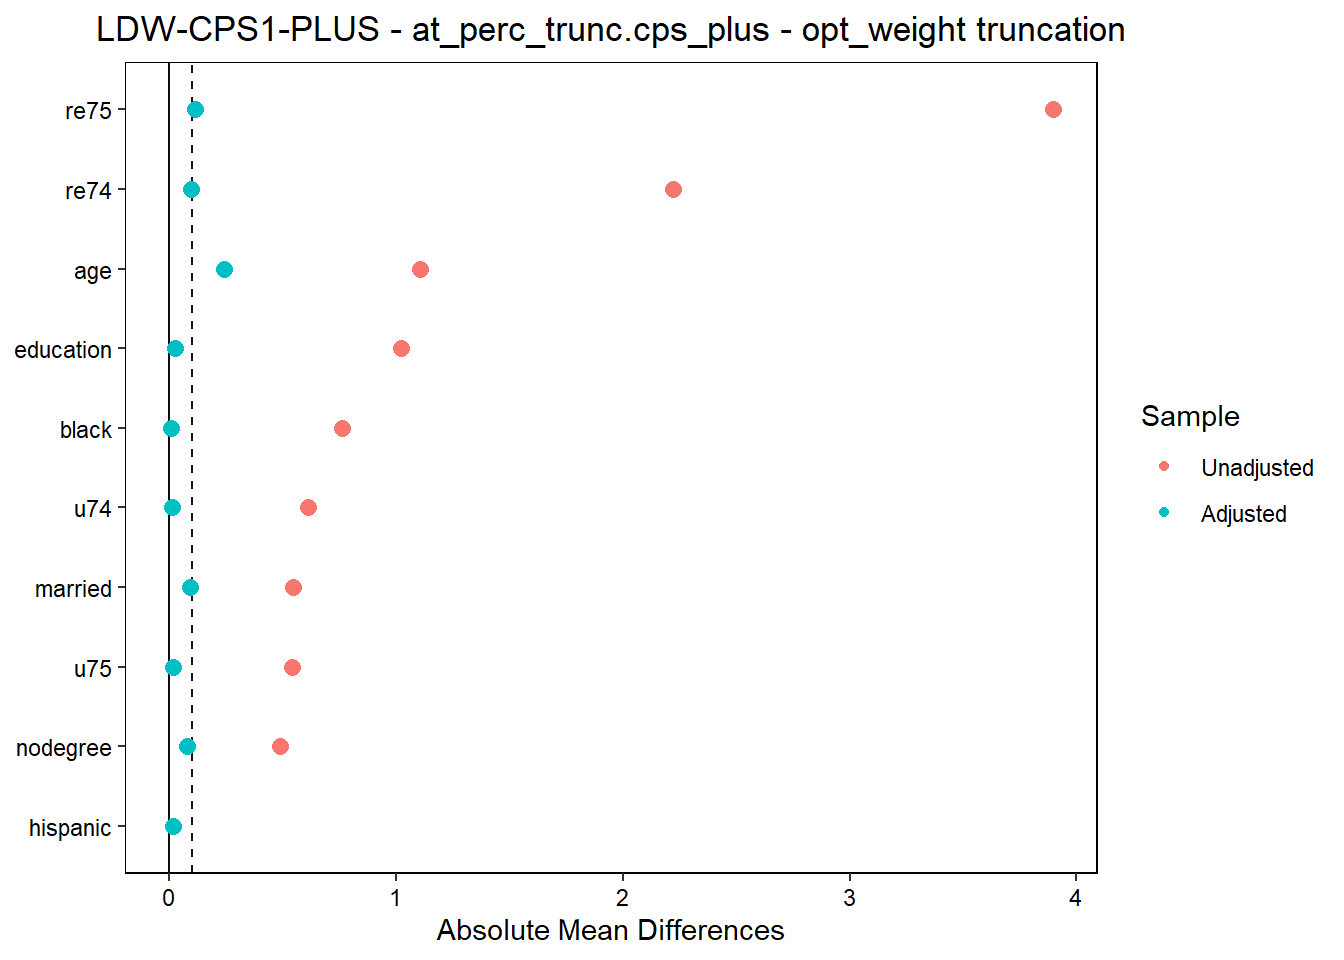 LDW-CPS1-PLUS - at_perc_trunc.cps_plus - opt_weight truncation
re75
re74
age
education
black
u74
married
u75
nodegree
hispanic
0 1 2 3 4
Absolute Mean Differences
Sample
Unadjusted
Adjusted